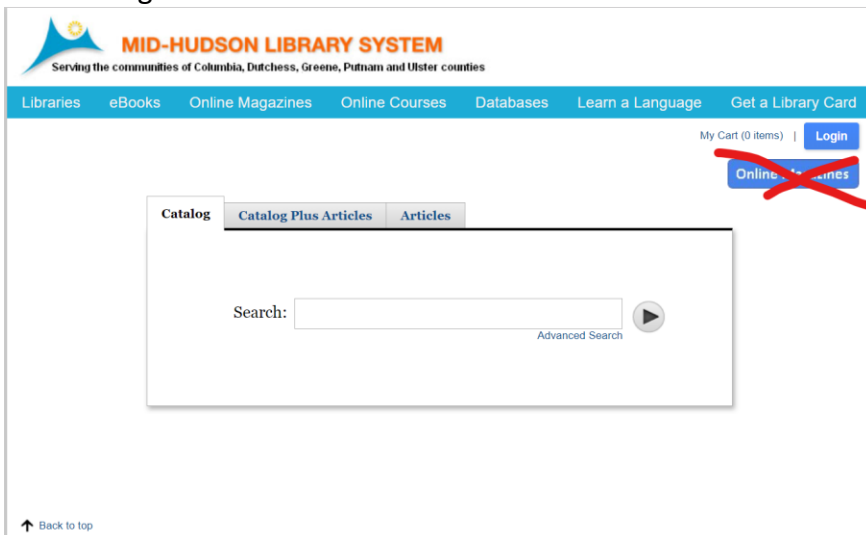 MID-HUDSON LIBRARY SYSTEM
Serving the communities of Columbia, Dutchess, Greene, Putnam and Ulster counties
Libraries eBooks Online Magazines Online Courses Databases Learn a Language Get a Library Card
My Cart (0 items) | Login
Online Magazines
Catalog Catalog Plus Articles Articles
Search:
Advanced Search
Back to top